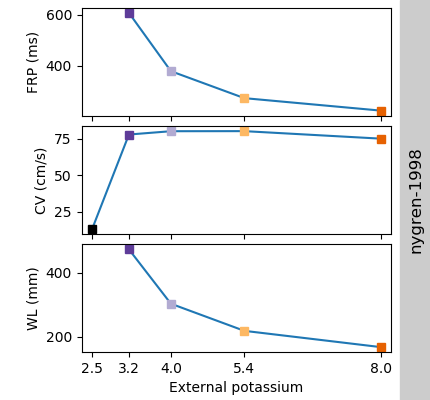 600
400
FRP (ms)
75
50
25
CV (cm/s)
400
200
WL (mm)
2.5 3.2 4.0 5.4 8.0
External potassium
nygren-1998